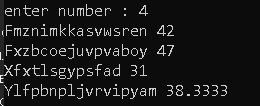 enter number : 4
Fmznimkkasvwsren 42
Fxzbcoejuvpvaboy 47
Xfxtlsgypsfad 31
Ylfpbnpljvrvipyam 38.3333